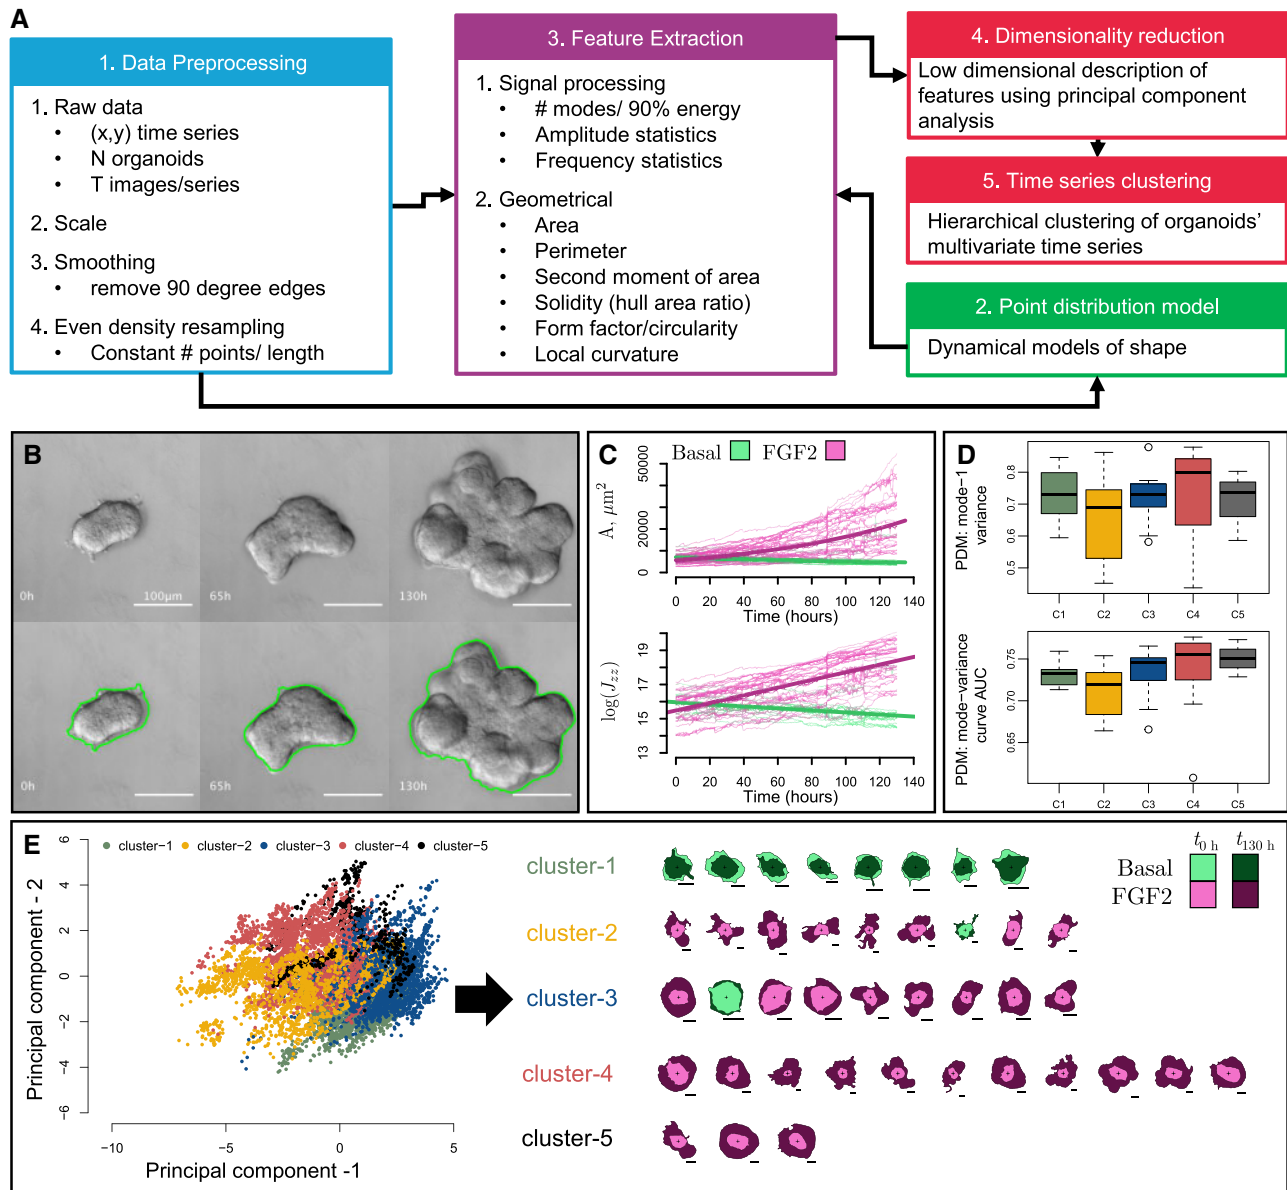 A
1. Data Preprocessing
1. Raw data
• (x,y) time series
• N organoids
• T images/series
2. Scale
3. Smoothing
• remove 90 degree edges
4. Even density resampling
• Constant # points/ length
3. Feature Extraction
1. Signal processing
• # modes/ 90% energy
• Amplitude statistics
• Frequency statistics
2. Geometrical
• Area
• Perimeter
• Second moment of area
• Solidity (hull area ratio)
• Form factor/circularity
• Local curvature
4. Dimensionality reduction
Low dimensional description of
features using principal component
analysis
5. Time series clustering
Hierarchical clustering of organoids’
multivariate time series
2. Point distribution model
Dynamical models of shape
B
0h
100µm
65h
130h
0h
65h
130h
C
Basal
FGF2
A, μm²
0
20000
50000
0 20 40 60 80 100 120 140
Time (hours)
log(Jzz)
13
15
16
17
19
0 20 40 60 80 100 120 140
Time (hours)
D
PDM: mode-1
variance
0.5
0.6
0.7
0.8
C1 C2 C3 C4 C5
PDM: mode-variance
curve AUC
0.65
0.70
0.75
C1 C2 C3 C4 C5
E
cluster-1 cluster-2 cluster-3 cluster-4 cluster-5
Principal component - 2
6
4
2
0
−2
−4
−6
−10 −5 0 5
Principal component -1
cluster-1
cluster-2
cluster-3
cluster-4
cluster-5
t0 h t130 h
Basal
FGF2